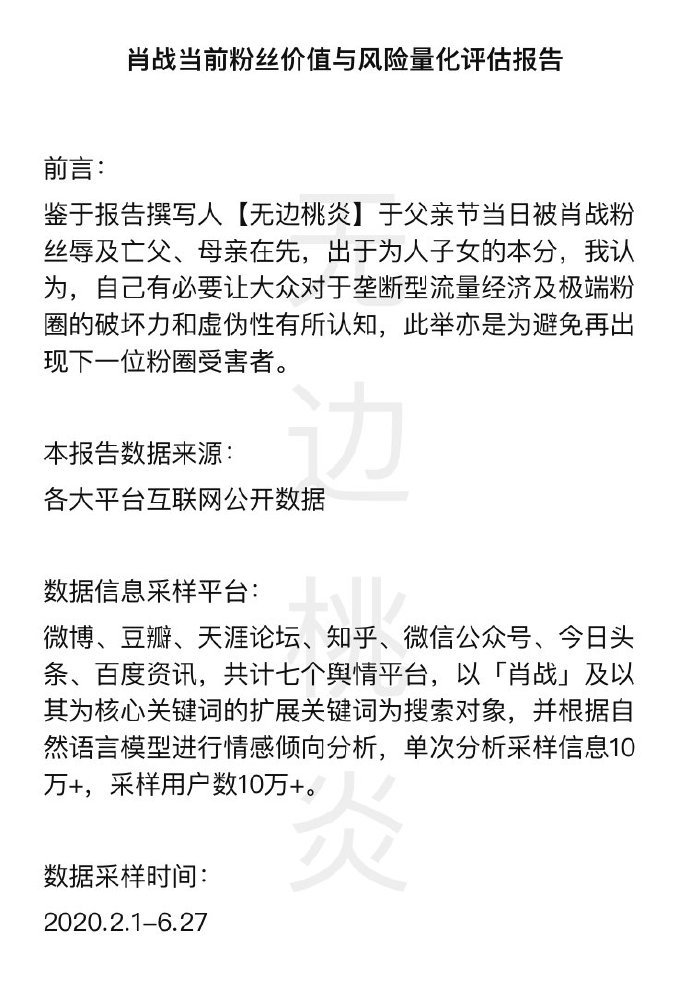 肖战当前粉丝价值与风险量化评估报告
前言：
鉴于报告撰写人【无边桃炎】于父亲节当日被肖战粉
丝辱及亡父、母亲在先，出于为人子女的本分，我认
为，自己有必要让大众对于垄断型流量经济及极端粉
圈的破坏力和虚伪性有所认知，此举亦是为避免再出
现下一位粉圈受害者。
本报告数据来源：
各大平台互联网公开数据
数据信息采样平台：
微博、豆瓣、天涯论坛、知乎、微信公众号、今日头
条、百度资讯，共计七个舆情平台，以「肖战」及以
其为核心关键词的扩展关键词为搜索对象，并根据自
然语言模型进行情感倾向分析，单次分析采样信息10
万+，采样用户数10万+。
数据采样时间：
2020.2.1–6.27
无
边
桃
炎